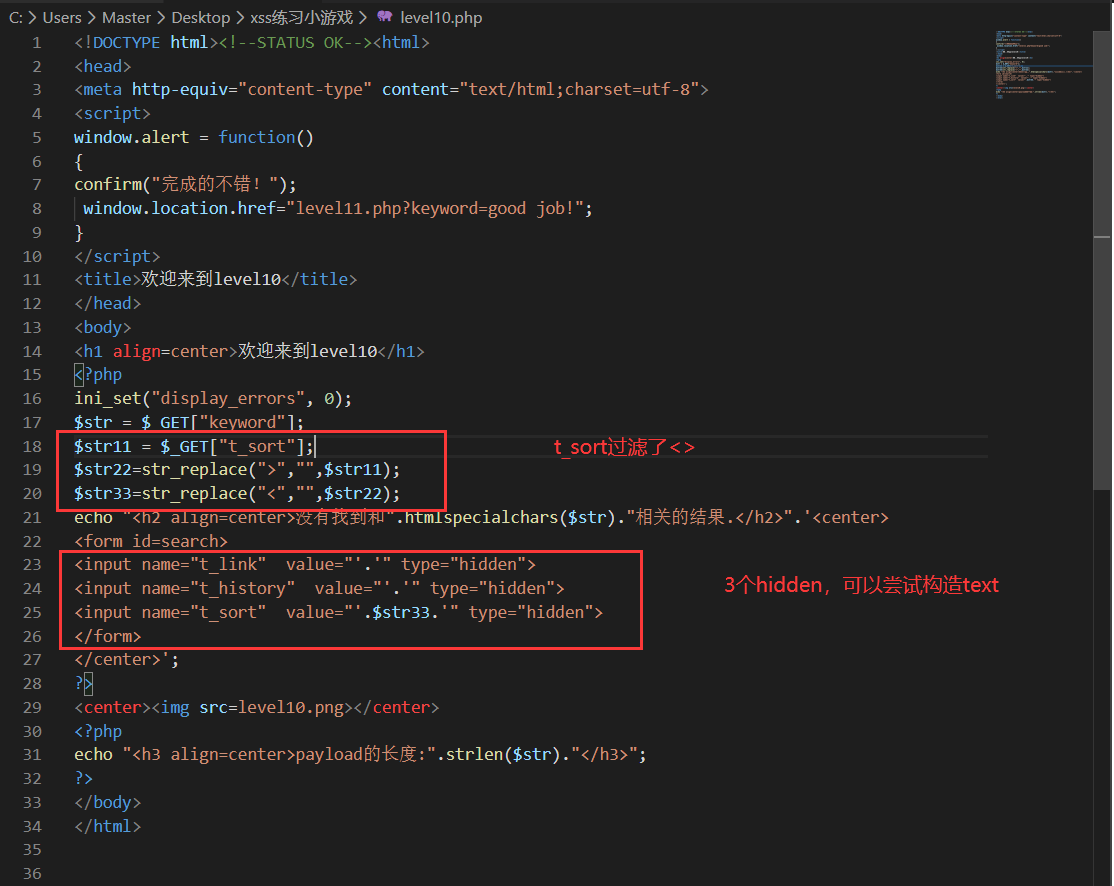 C: > Users > Master > Desktop > xss练习小游戏 > level10.php
1 <!DOCTYPE html><!--STATUS OK--><html>
2 <head>
3 <meta http-equiv="content-type" content="text/html;charset=utf-8">
4 <script>
5 window.alert = function()
6 {
7 confirm("完成的不错！");
8  window.location.href="level11.php?keyword=good job!";
9 }
10 </script>
11 <title>欢迎来到level10</title>
12 </head>
13 <body>
14 <h1 align=center>欢迎来到level10</h1>
15 <?php
16 ini_set("display_errors", 0);
17 $str = $_GET["keyword"];
18 $str11 = $_GET["t_sort"]; t_sort过滤了<>
19 $str22=str_replace(">","",$str11);
20 $str33=str_replace("<","",$str22);
21 echo "<h2 align=center>没有找到和".htmlspecialchars($str)."相关的结果.</h2>".'<center>
22 <form id=search>
23 <input name="t_link"  value="'.'" type="hidden">
24 <input name="t_history"  value="'.'" type="hidden"> 3个hidden，可以尝试构造text
25 <input name="t_sort"  value="'.$str33.'" type="hidden">
26 </form>
27 </center>';
28 ?>
29 <center><img src=level10.png></center>
30 <?php
31 echo "<h3 align=center>payload的长度:".strlen($str)."</h3>";
32 ?>
33 </body>
34 </html>
35
36